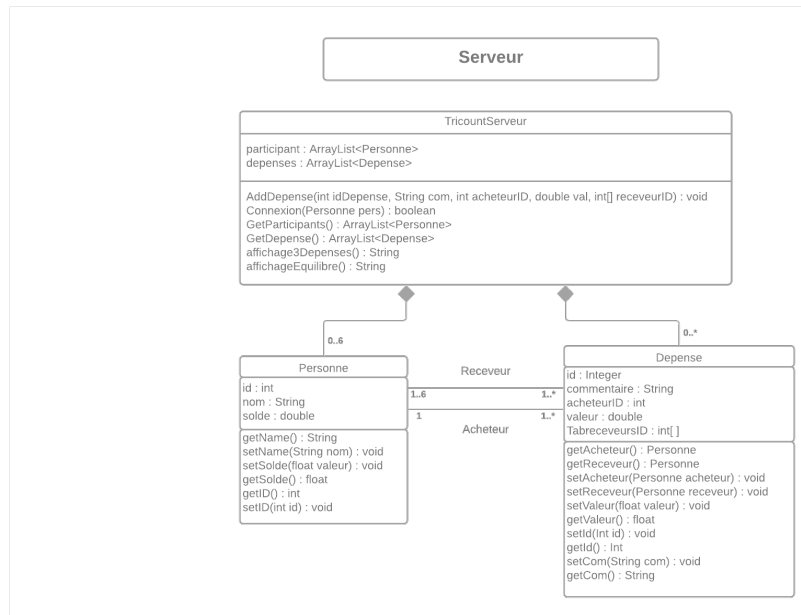 Serveur
TricountServeur
participant : ArrayList<Personne>
depenses : ArrayList<Depense>
AddDepense(int idDepense, String com, int acheteurID, double val, int[] receveurID) : void
Connexion(Personne pers) : boolean
GetParticipants() : ArrayList<Personne>
GetDepense() : ArrayList<Depense>
affichage3Depenses() : String
affichageEquilibre() : String
0..6
0..*
Personne
id : int
nom : String
solde : double
getName() : String
setName(String nom) : void
setSolde(float valeur) : void
getSolde() : float
getID() : int
setID(int id) : void
Receveur
1..6
1..*
1
1..*
Acheteur
Depense
id : Integer
commentaire : String
acheteurID : int
valeur : double
TabreceveursID : int[ ]
getAcheteur() : Personne
getReceveur() : Personne
setAcheteur(Personne acheteur) : void
setReceveur(Personne receveur) : void
setValeur(float valeur) : void
getValeur() : float
setId(Int id) : void
getId() : Int
setCom(String com) : void
getCom() : String